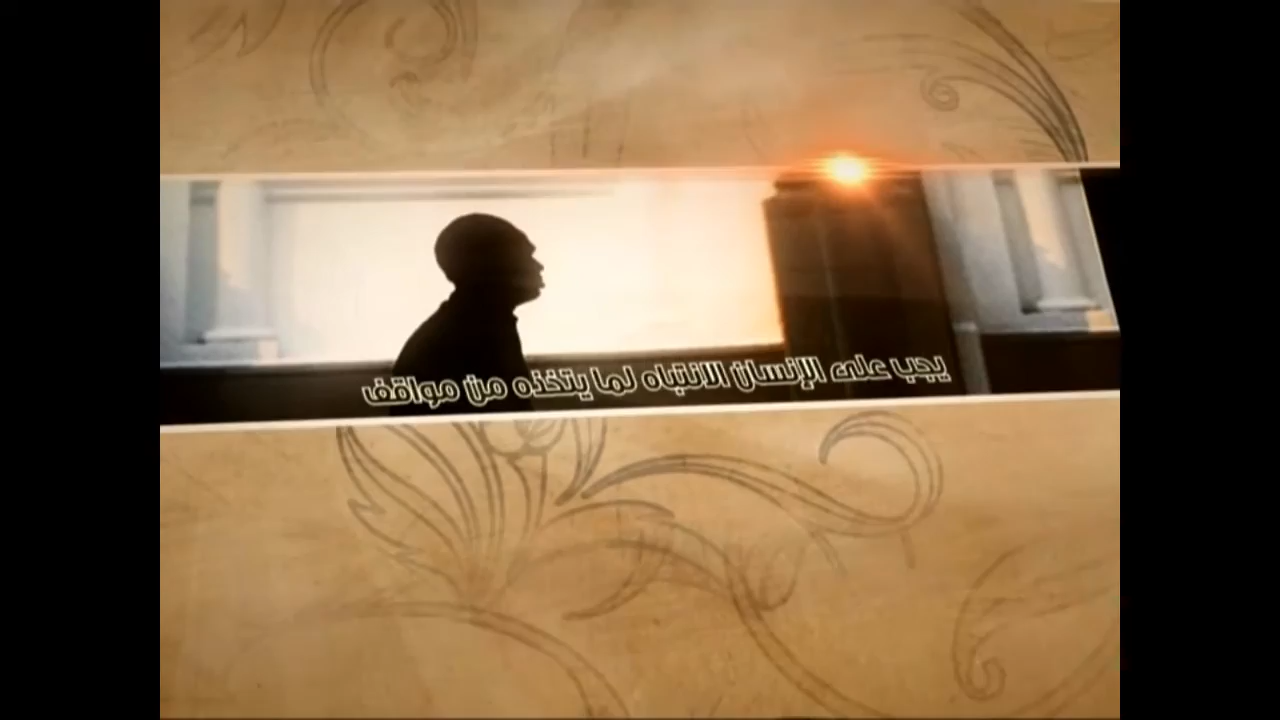 يجب على الإنسان الانتباه لما يتخذه من مواقف